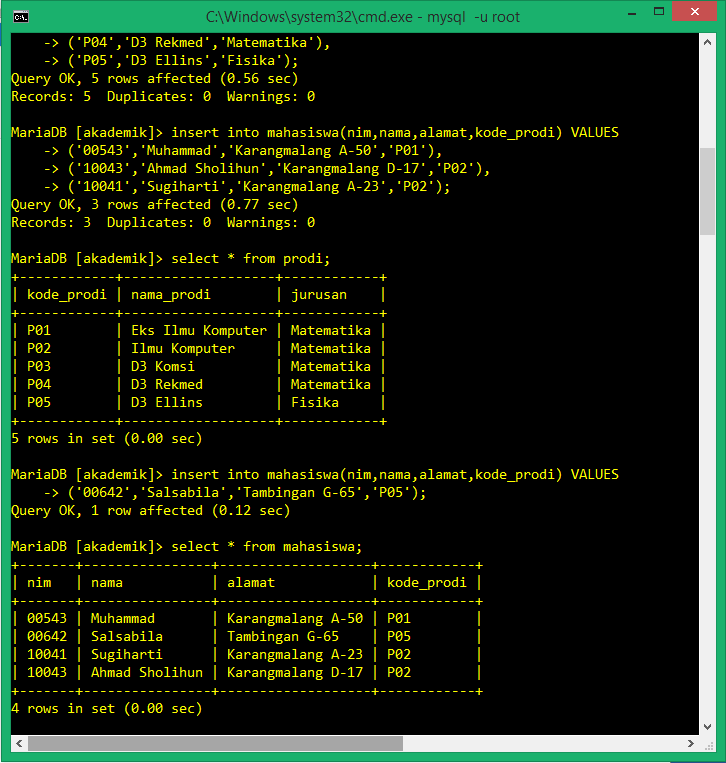 C:\Windows\system32\cmd.exe - mysql  -u root
    -> ('P04','D3 Rekmed','Matematika'),
    -> ('P05','D3 Ellins','Fisika');
Query OK, 5 rows affected (0.56 sec)
Records: 5  Duplicates: 0  Warnings: 0

MariaDB [akademik]> insert into mahasiswa(nim,nama,alamat,kode_prodi) VALUES
    -> ('00543','Muhammad','Karangmalang A-50','P01'),
    -> ('10043','Ahmad Sholihun','Karangmalang D-17','P02'),
    -> ('10041','Sugiharti','Karangmalang A-23','P02');
Query OK, 3 rows affected (0.77 sec)
Records: 3  Duplicates: 0  Warnings: 0

MariaDB [akademik]> select * from prodi;
+------------+-------------------+------------+
| kode_prodi | nama_prodi        | jurusan    |
+------------+-------------------+------------+
| P01        | Eks Ilmu Komputer | Matematika |
| P02        | Ilmu Komputer     | Matematika |
| P03        | D3 Komsi          | Matematika |
| P04        | D3 Rekmed         | Matematika |
| P05        | D3 Ellins         | Fisika     |
+------------+-------------------+------------+
5 rows in set (0.00 sec)

MariaDB [akademik]> insert into mahasiswa(nim,nama,alamat,kode_prodi) VALUES
    -> ('00642','Salsabila','Tambingan G-65','P05');
Query OK, 1 row affected (0.12 sec)

MariaDB [akademik]> select * from mahasiswa;
+-------+----------------+-------------------+------------+
| nim   | nama           | alamat            | kode_prodi |
+-------+----------------+-------------------+------------+
| 00543 | Muhammad       | Karangmalang A-50 | P01        |
| 00642 | Salsabila      | Tambingan G-65    | P05        |
| 10041 | Sugiharti      | Karangmalang A-23 | P02        |
| 10043 | Ahmad Sholihun | Karangmalang D-17 | P02        |
+-------+----------------+-------------------+------------+
4 rows in set (0.00 sec)